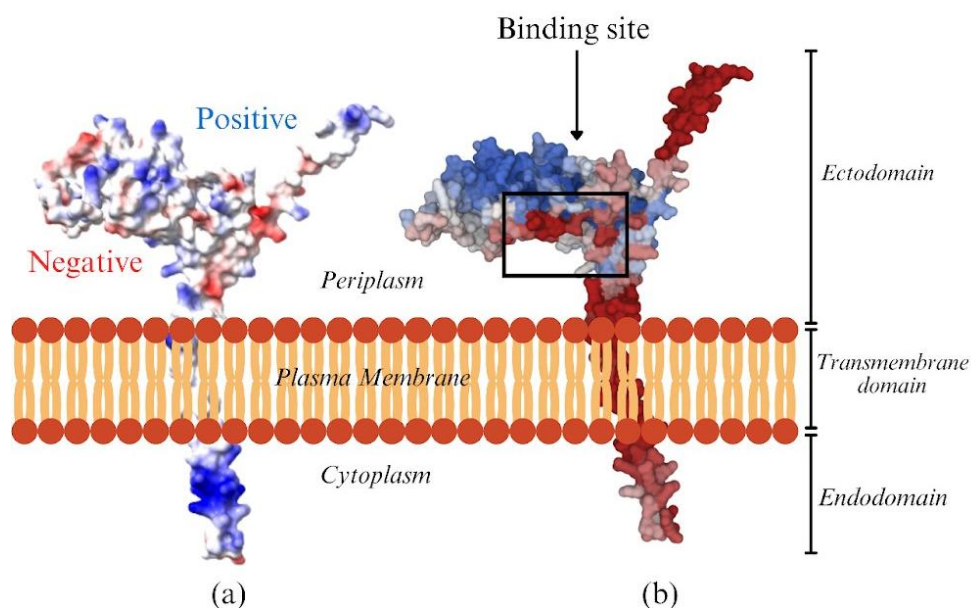 Binding site
Positive
Ectodomain
Negative
Periplasm
Plasma Membrane
Transmembrane
domain
Cytoplasm
Endodomain
(a)
(b)